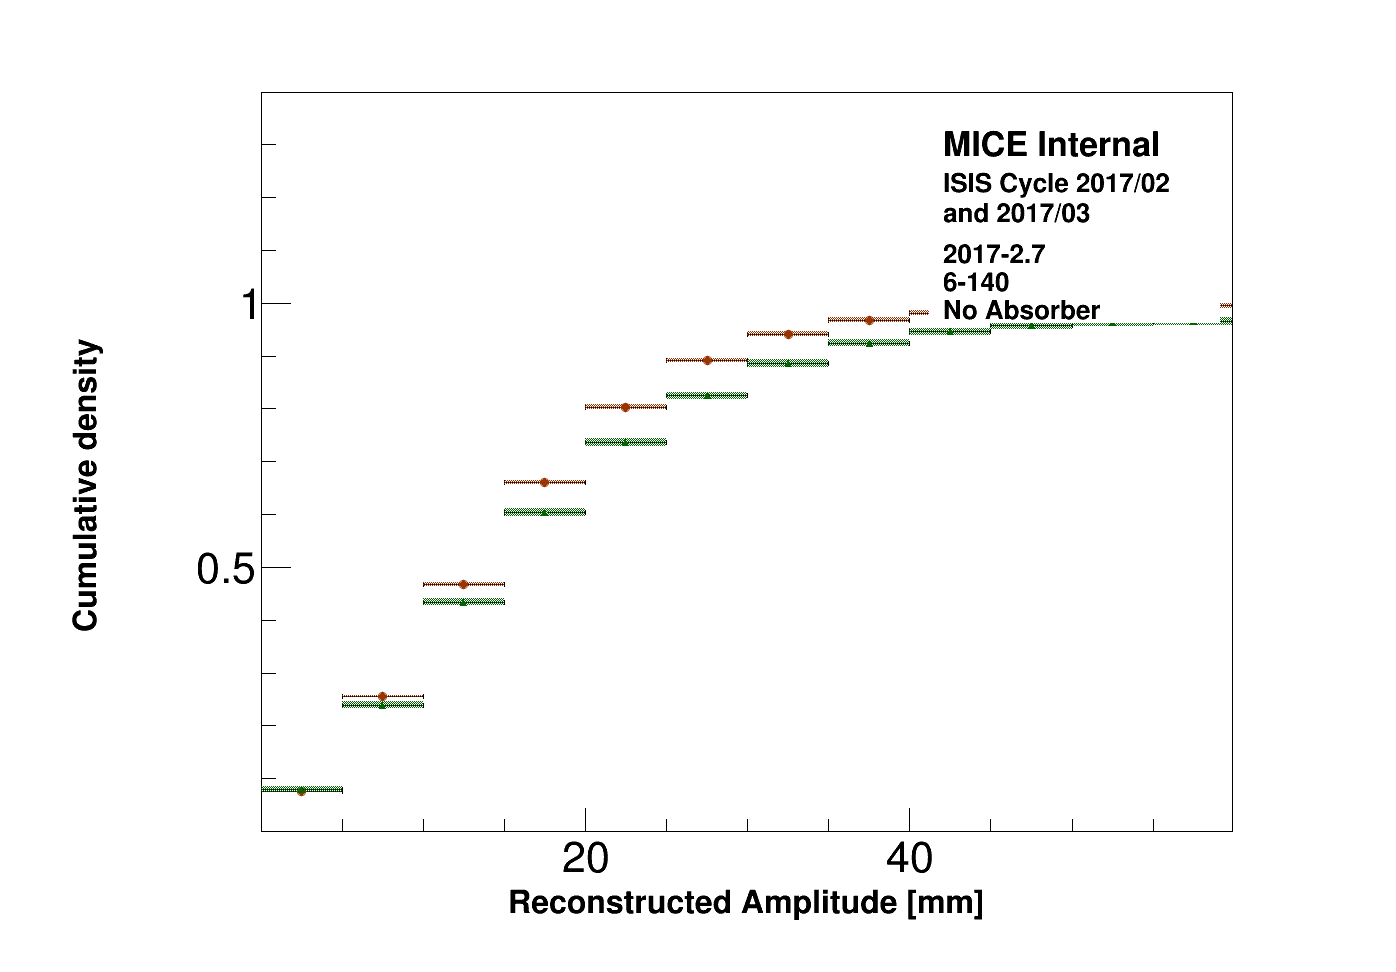 MICE Internal
ISIS Cycle 2017/02
and 2017/03
2017-2.7
6-140
No Absorber
1
0.5
Cumulative density
20
40
Reconstructed Amplitude [mm]